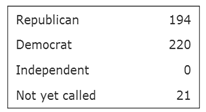 Republican 194
Democrat 220
Independent 0
Not yet called 21